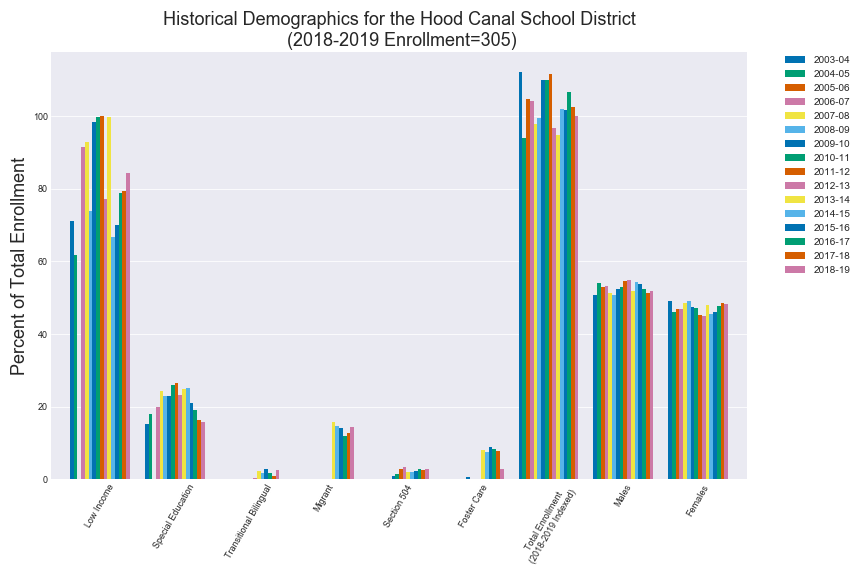 Historical Demographics for the Hood Canal School District
(2018-2019 Enrollment=305)
Percent of Total Enrollment
100
80
60
40
20
0
Low Income
Special Education
Transitional Bilingual
Migrant
Section 504
Foster Care
Total Enrollment
(2018-2019 Indexed)
Males
Females
2003-04
2004-05
2005-06
2006-07
2007-08
2008-09
2009-10
2010-11
2011-12
2012-13
2013-14
2014-15
2015-16
2016-17
2017-18
2018-19